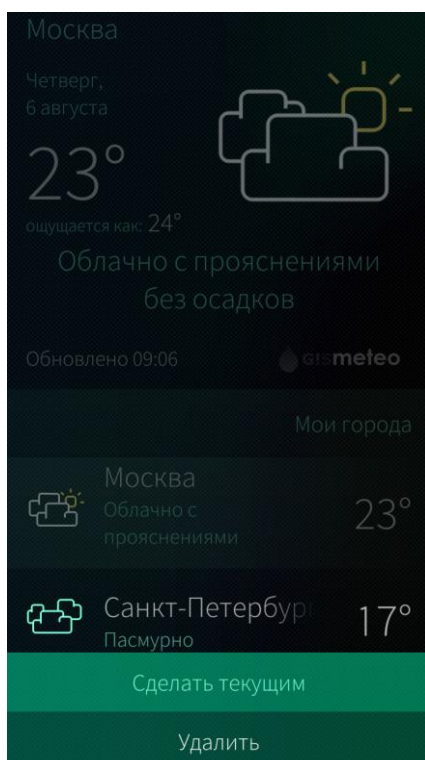 Москва
Четверг,
6 августа
23°
ощущается как: 24°
Облачно с прояснениями
без осадков
Обновлено 09:06
GISmeteo
Мои города
Москва
Облачно с
прояснениями
23°
Санкт-Петербур
17°
Пасмурно
Сделать текущим
Удалить